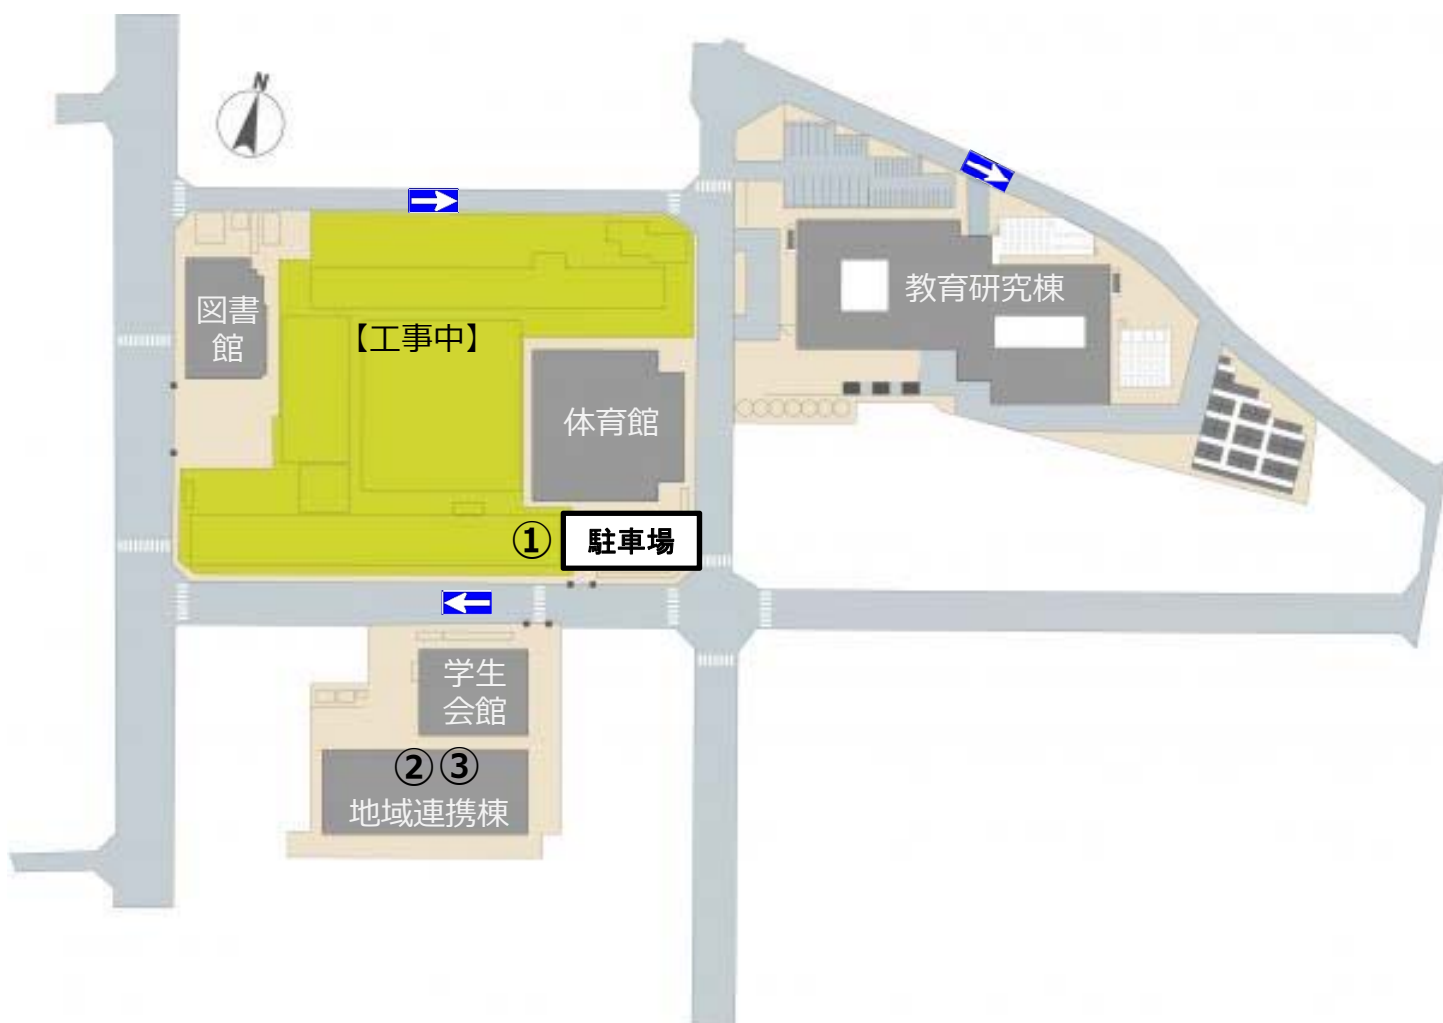 N
図書
館
【工事中】
体育館
教育研究棟
① 駐車場
学生
会館
②③
地域連携棟